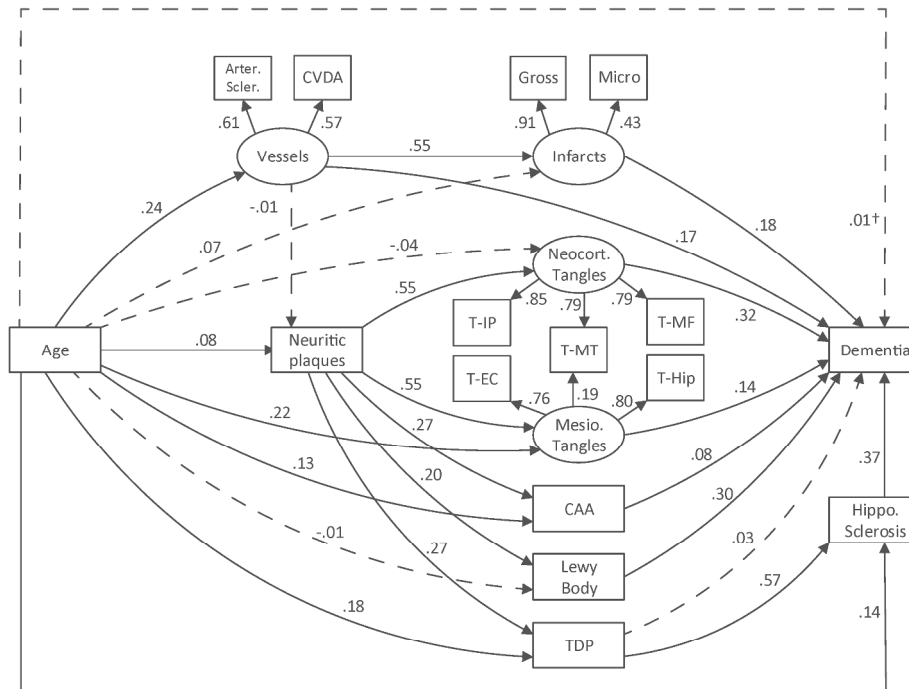 Arter.
Scler.
CVDA
Gross
Micro
.61
.57
.91
.43
Vessels
.55
Infarcts
.24
-.01
.07
-.04
.18
.01†
.17
Neocort.
Tangles
.55
.85
.79
.79
.32
T-IP
T-MF
Age
.08
Neuritic
plaques
T-MT
Dementia
T-EC
T-Hip
.55
.76
.19
.80
.14
.22
.27
Mesio.
Tangles
.13
.20
.08
.37
-.01
CAA
.30
Hippo.
Sclerosis
.27
.03
Lewy
Body
.57
.18
.14
TDP